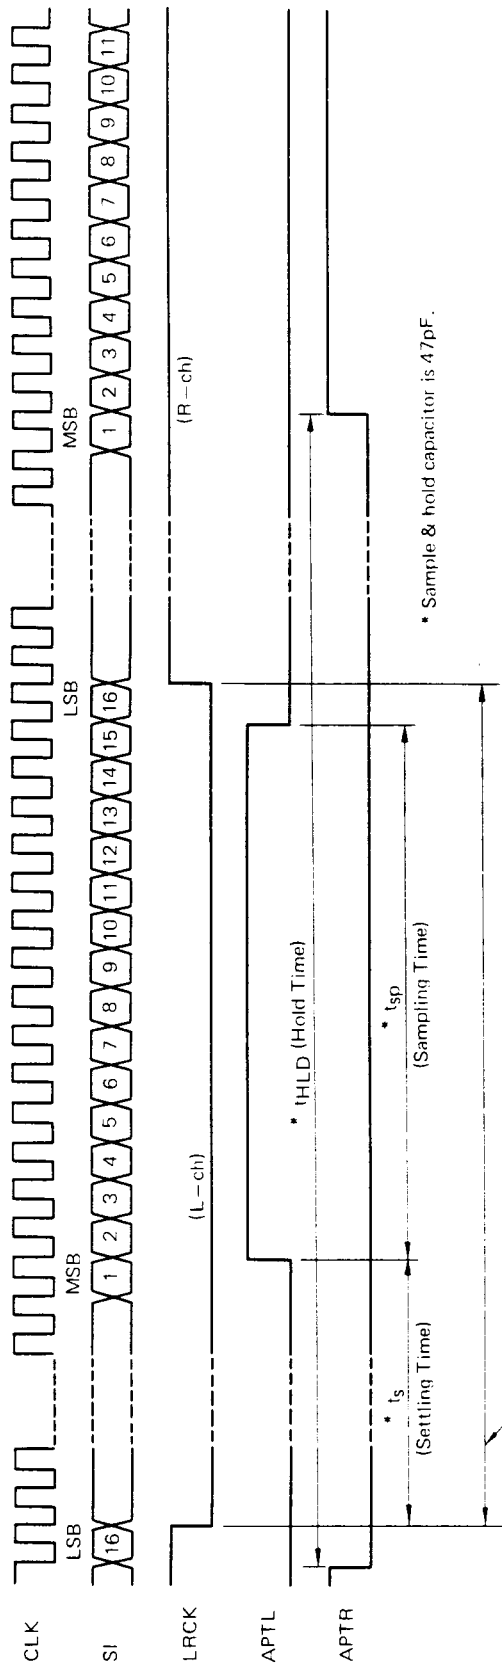 CLK
LSB
MSB
LSB
MSB
SI
16
1
2
3
4
5
6
7
8
9
10
11
12
13
14
15
16
1
2
3
4
5
6
7
8
9
10
11
LRCK
(L-ch)
(R-ch)
APTL
APTR
* tHLD (Hold Time)
* ts
(Settling Time)
* tsp
(Sampling Time)
* Sample & hold capacitor is 47pF.